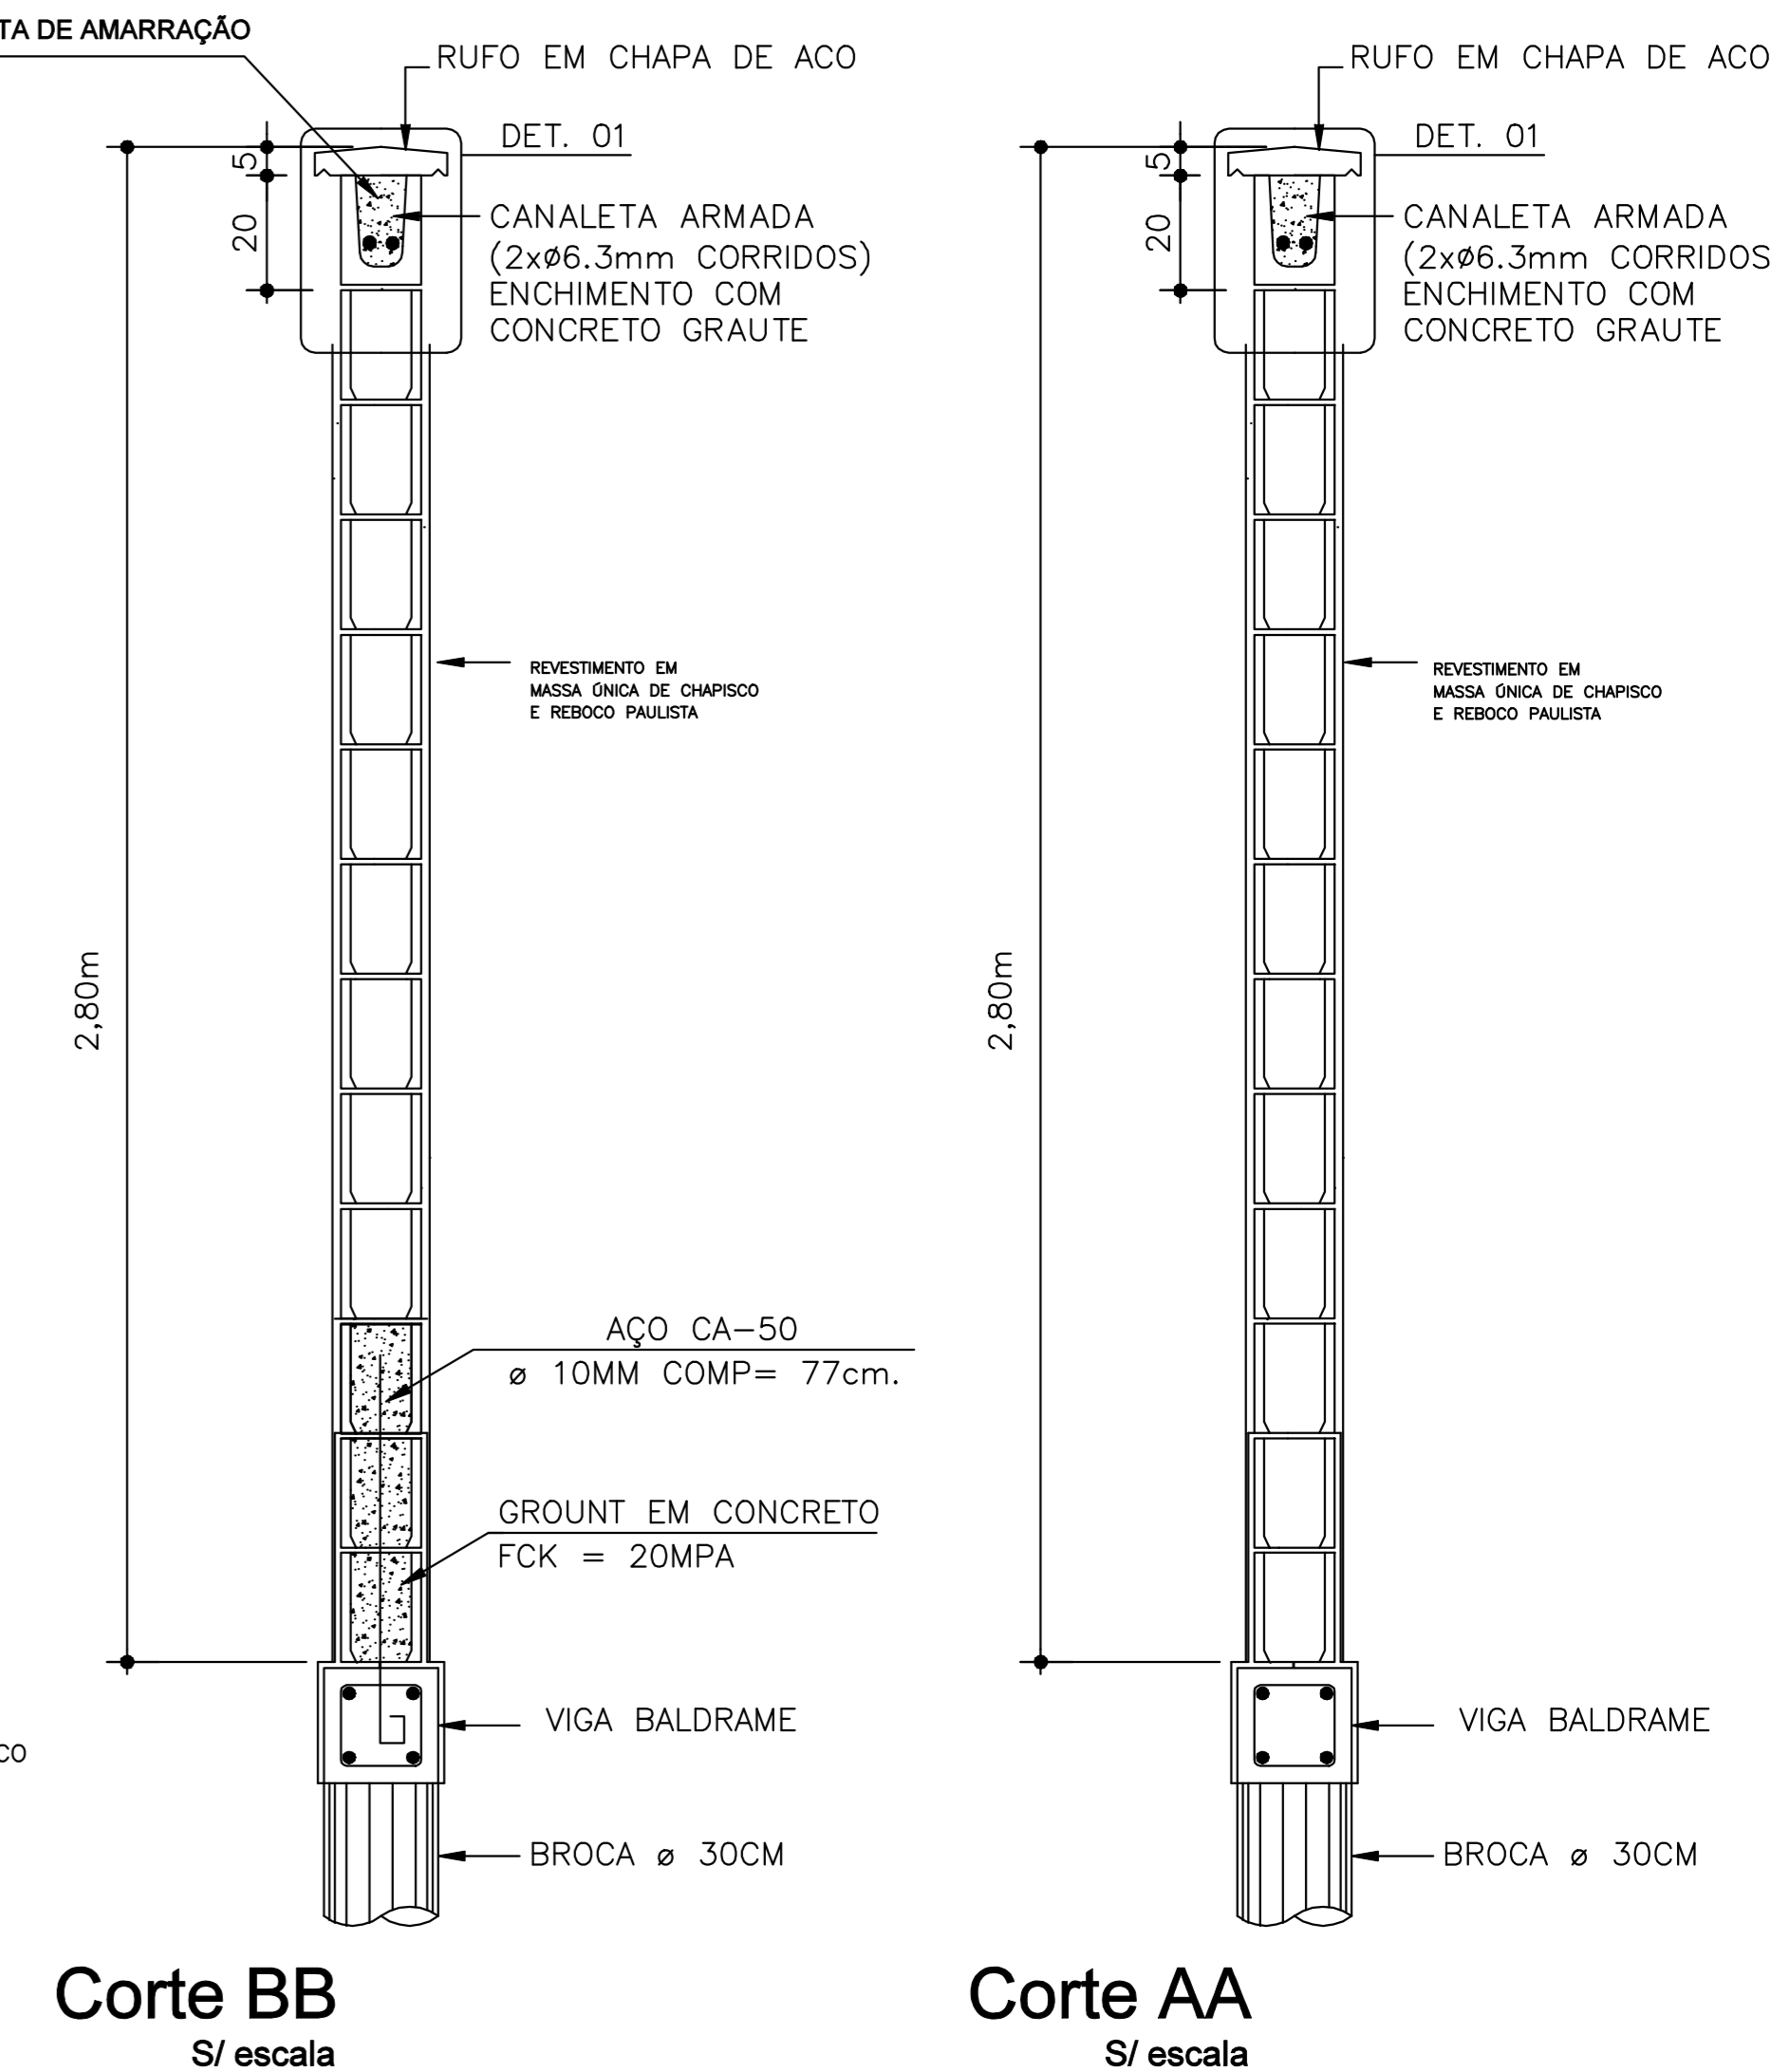 TA DE AMARRAÇÃO
RUFO EM CHAPA DE ACO
DET. 01
5
20
CANALETA ARMADA
(2xø6.3mm CORRIDOS)
ENCHIMENTO COM
CONCRETO GRAUTE
REVESTIMENTO EM
MASSA ÚNICA DE CHAPISCO
E REBOCO PAULISTA
2,80m
AÇO CA-50
ø 10MM COMP= 77cm.
GROUNT EM CONCRETO
FCK = 20MPA
VIGA BALDRAME
CO
BROCA ø 30CM
Corte BB
S/ escala
RUFO EM CHAPA DE ACO
DET. 01
5
20
CANALETA ARMADA
(2xø6.3mm CORRIDOS
ENCHIMENTO COM
CONCRETO GRAUTE
REVESTIMENTO EM
MASSA ÚNICA DE CHAPISCO
E REBOCO PAULISTA
2,80m
VIGA BALDRAME
BROCA ø 30CM
Corte AA
S/ escala